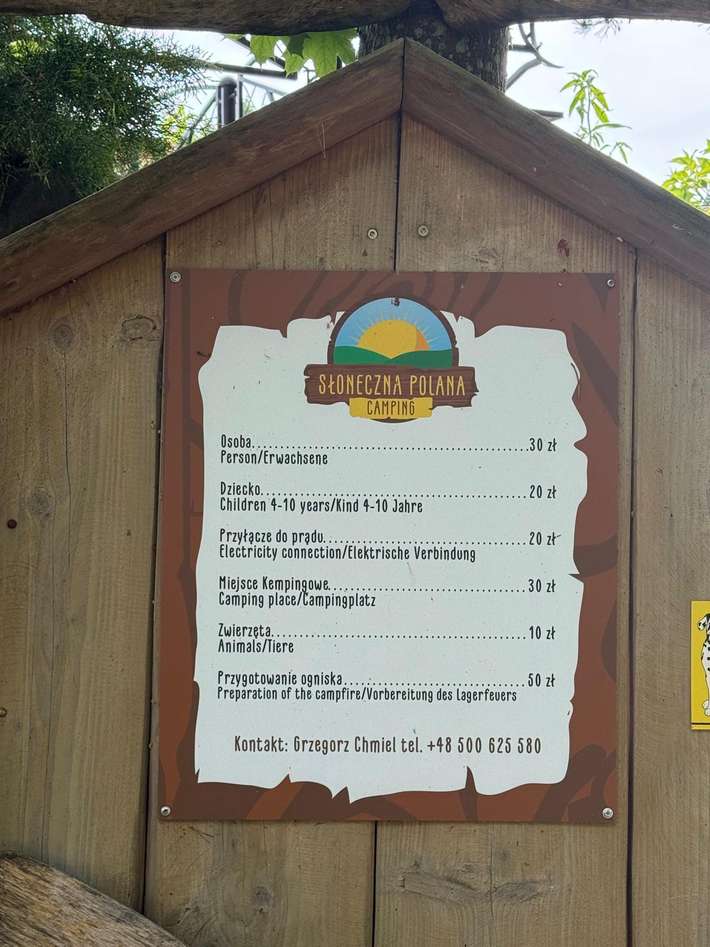 SŁONECZNA POLANA
CAMPING
Osoba......................................................30 zł
Person/Erwachsene
Dziecko....................................................20 zł
Children 4-10 years/Kind 4-10 Jahre
Przyłącze do prądu.......................................20 zł
Electricity connection/Elektrische Verbindung
Miejsce Kempingowe......................................30 zł
Camping place/Campingplatz
Zwierzęta..................................................10 zł
Animals/Tiere
Przygotowanie ogniska...................................50 zł
Preparation of the campfire/Vorbereitung des Lagerfeuers
Kontakt: Grzegorz Chmiel tel. +48 500 625 580